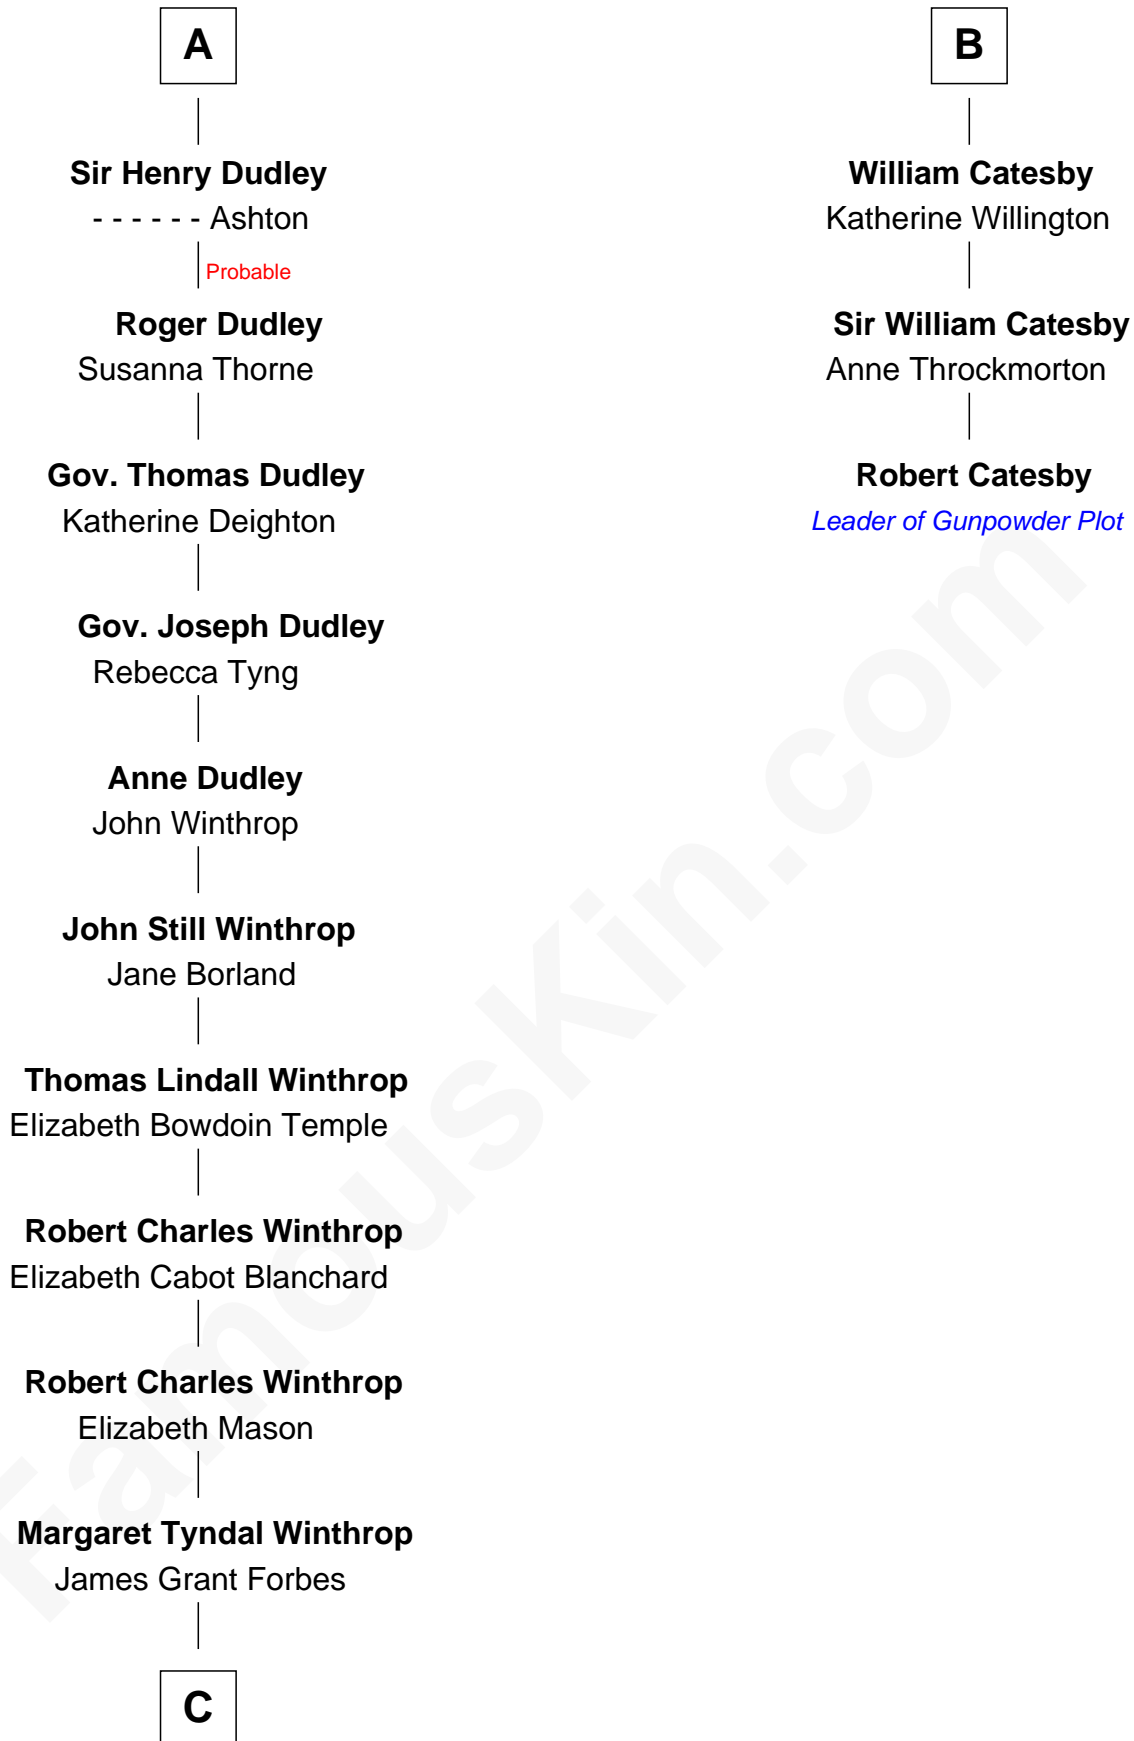 A
Sir Henry Dudley
- - - - - - Ashton
Probable
Roger Dudley
Susanna Thorne
Gov. Thomas Dudley
Katherine Deighton
Gov. Joseph Dudley
Rebecca Tyng
Anne Dudley
John Winthrop
John Still Winthrop
Jane Borland
Thomas Lindall Winthrop
Elizabeth Bowdoin Temple
Robert Charles Winthrop
Elizabeth Cabot Blanchard
Robert Charles Winthrop
Elizabeth Mason
Margaret Tyndal Winthrop
James Grant Forbes
C
B
William Catesby
Katherine Willington
Sir William Catesby
Anne Throckmorton
Robert Catesby
Leader of Gunpowder Plot
FamousKin.com